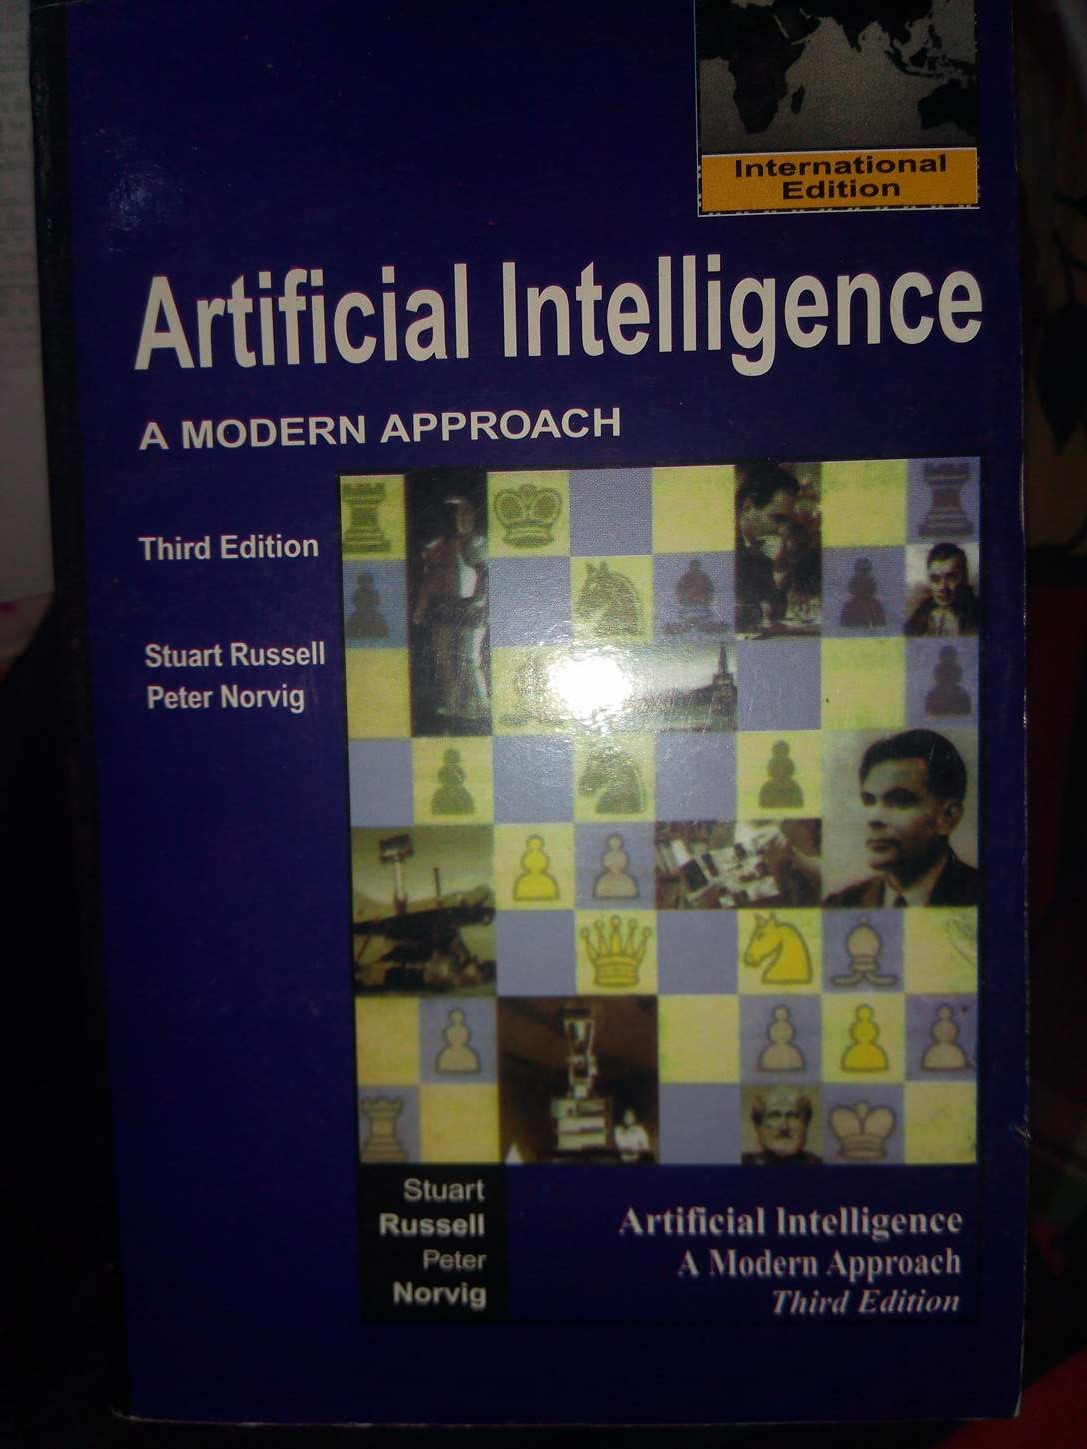 International
Edition
Artificial Intelligence
A MODERN APPROACH
Third Edition
Stuart Russell
Peter Norvig
Stuart
Russell
Peter
Norvig
Artificial Intelligence
A Modern Approach
Third Edition